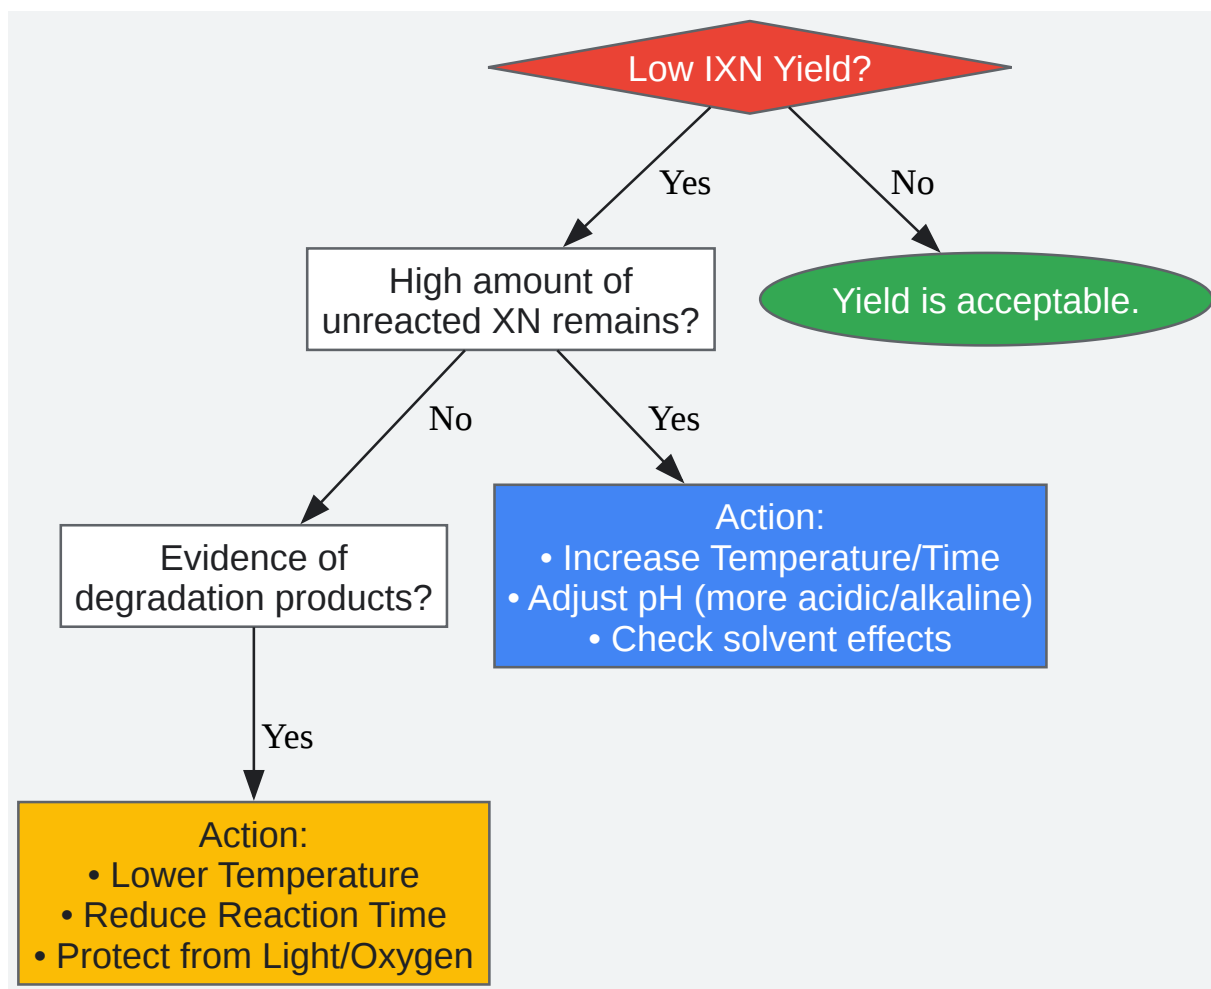 Low IXN Yield?
Yes
No
High amount of
unreacted XN remains?
Yield is acceptable.
No
Yes
Action:
• Increase Temperature/Time
• Adjust pH (more acidic/alkaline)
• Check solvent effects
Evidence of
degradation products?
Yes
Action:
• Lower Temperature
• Reduce Reaction Time
• Protect from Light/Oxygen